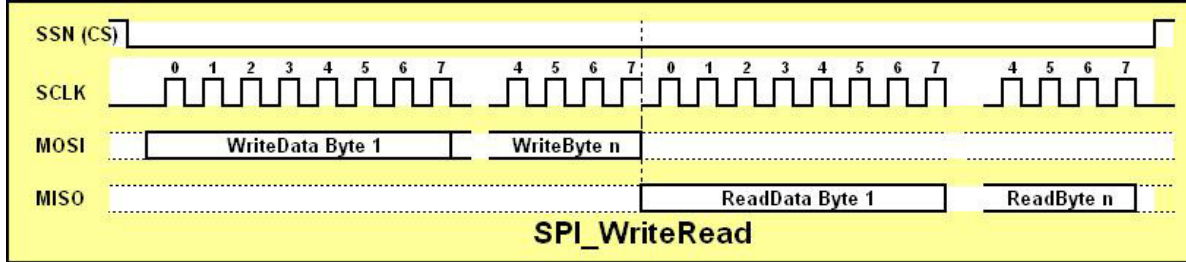 SSN (CS)
0 1 2 3 4 5 6 7 4 5 6 7 0 1 2 3 4 5 6 7 4 5 6 7
SCLK
MOSI WriteData Byte 1 WriteByte n
MISO ReadData Byte 1 ReadByte n
SPI_WriteRead